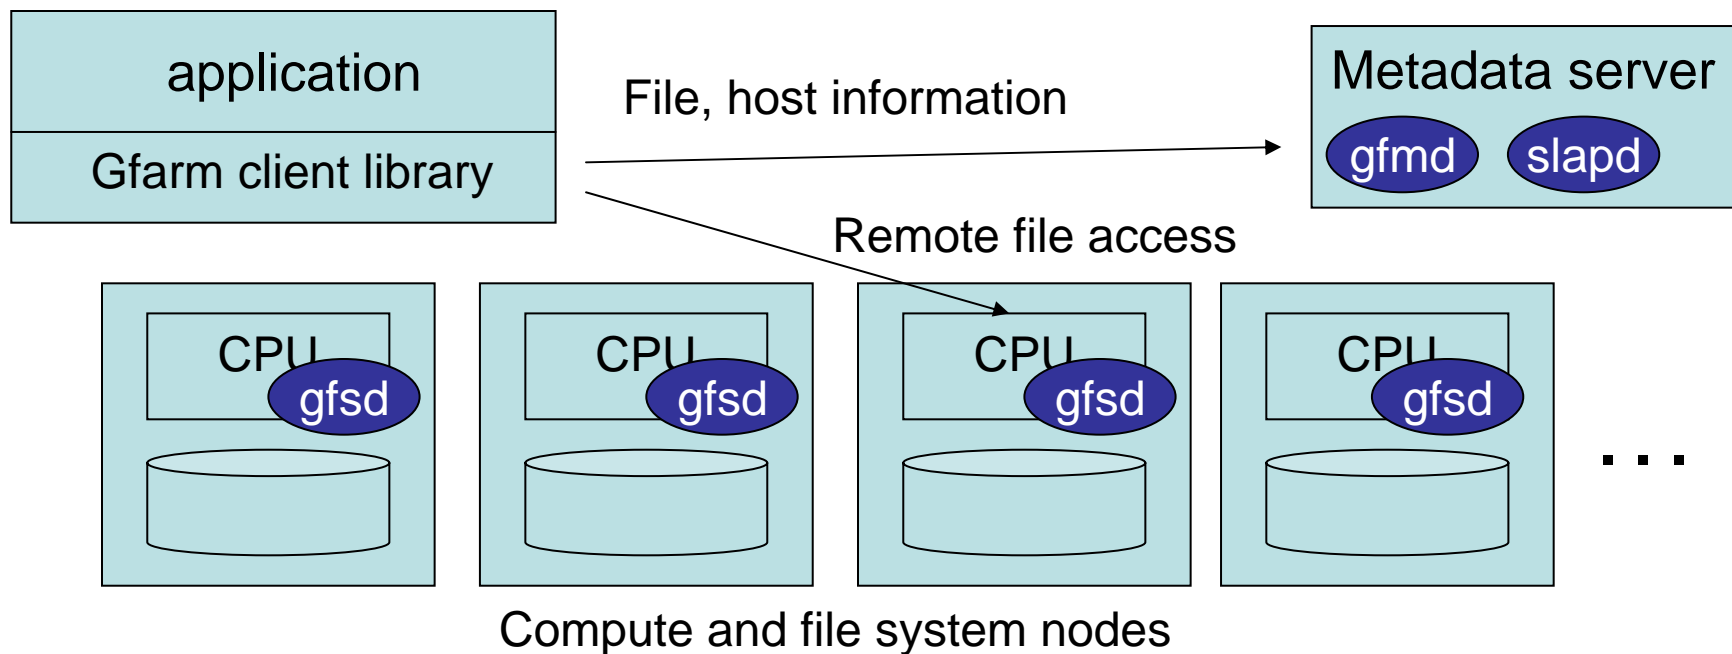 application
Gfarm client library
File, host information
Metadata server
gfmd
slapd
Remote file access
CPU
gfsd
CPU
gfsd
CPU
gfsd
CPU
gfsd
. . .
Compute and file system nodes